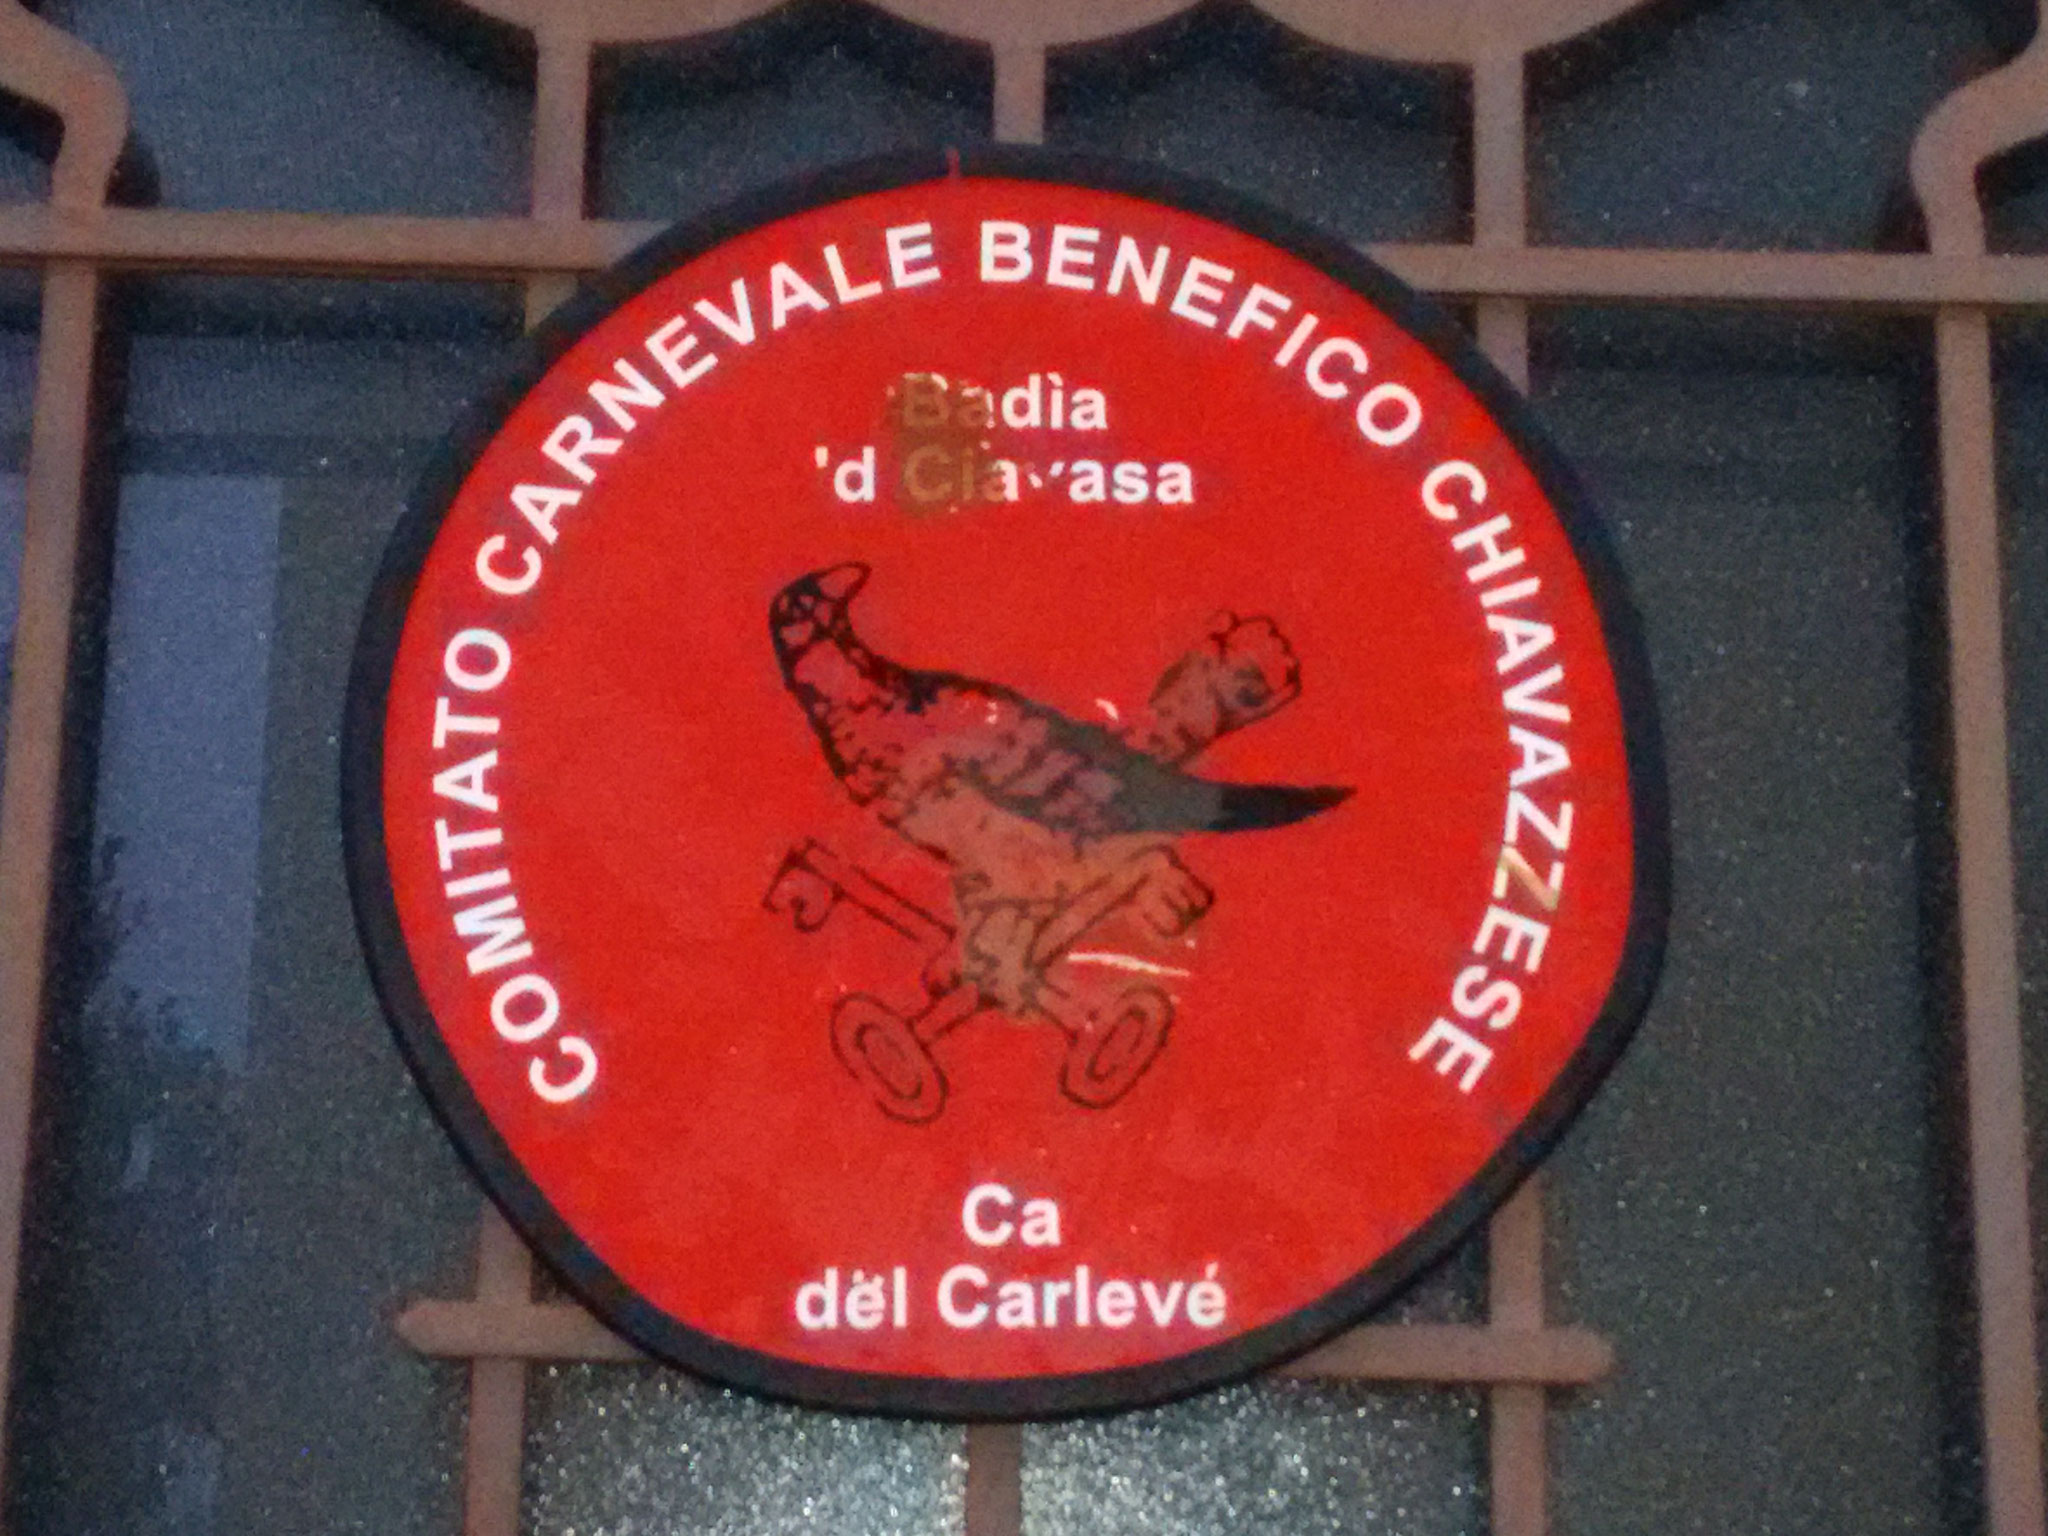 COMITATO CARNEVALE BENEFICO CHIAVAZZESE
Badìa
'd Ciavasa
Ca
dël Carlevé